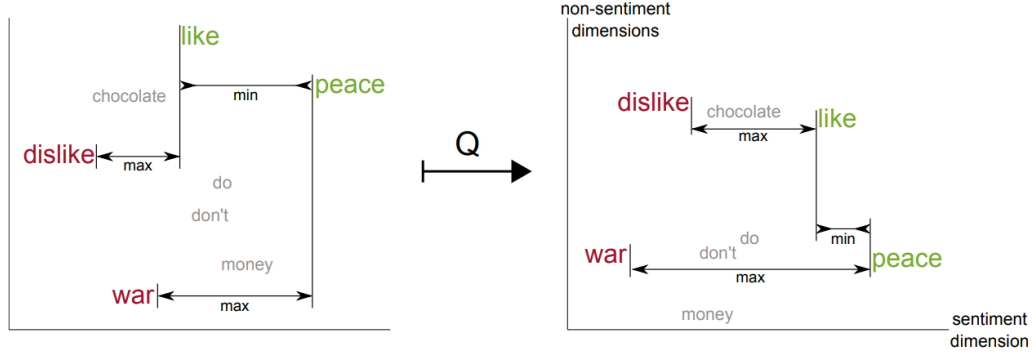 like
min
peace
chocolate
dislike
max
do
don't
money
war
max
Q
non-sentiment
dimensions
dislike
chocolate
like
max
do
min
war
don't
peace
max
money
sentiment
dimension